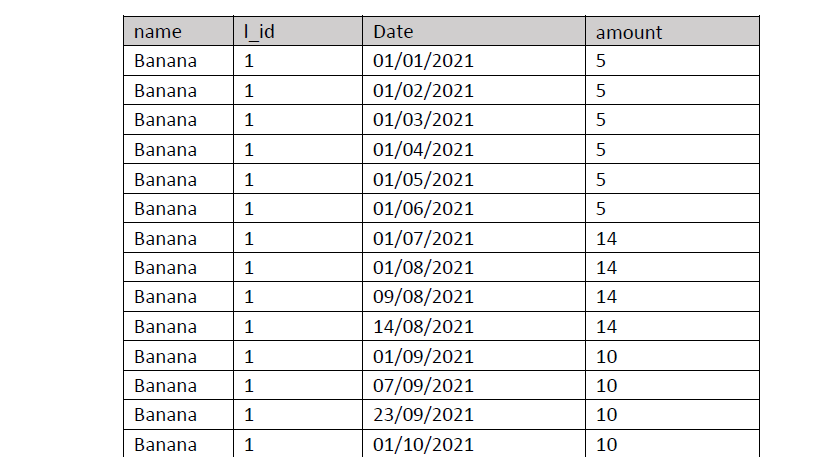 name l_id Date amount
Banana 1 01/01/2021 5
Banana 1 01/02/2021 5
Banana 1 01/03/2021 5
Banana 1 01/04/2021 5
Banana 1 01/05/2021 5
Banana 1 01/06/2021 5
Banana 1 01/07/2021 14
Banana 1 01/08/2021 14
Banana 1 09/08/2021 14
Banana 1 14/08/2021 14
Banana 1 01/09/2021 10
Banana 1 07/09/2021 10
Banana 1 23/09/2021 10
Banana 1 01/10/2021 10